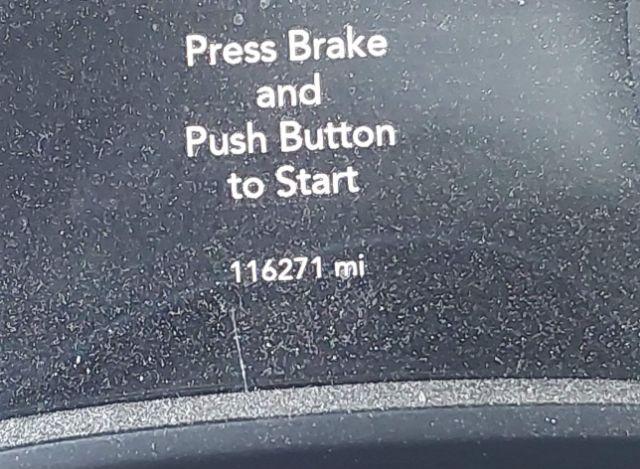 Press Brake
and
Push Button
to Start
116271 mi